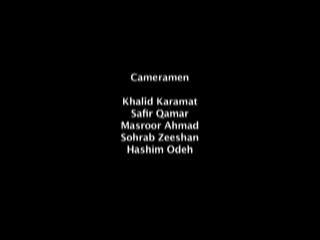 Cameramen
Khalid Karamat
Safir Qamar
Masroor Ahmad
Sohrab Zeeshan
Hashim Odeh